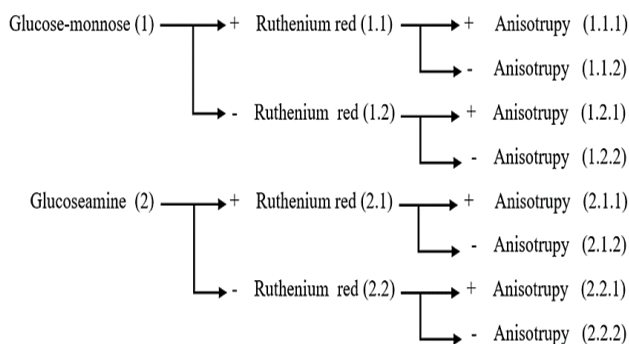 Glucose-monnose (1) + Ruthenium red (1.1) + Anisotrupy (1.1.1)
- Anisotrupy (1.1.2)
- Ruthenium red (1.2) + Anisotrupy (1.2.1)
- Anisotrupy (1.2.2)
Glucoseamine (2) + Ruthenium red (2.1) + Anisotrupy (2.1.1)
- Anisotrupy (2.1.2)
- Ruthenium red (2.2) + Anisotrupy (2.2.1)
- Anisotrupy (2.2.2)